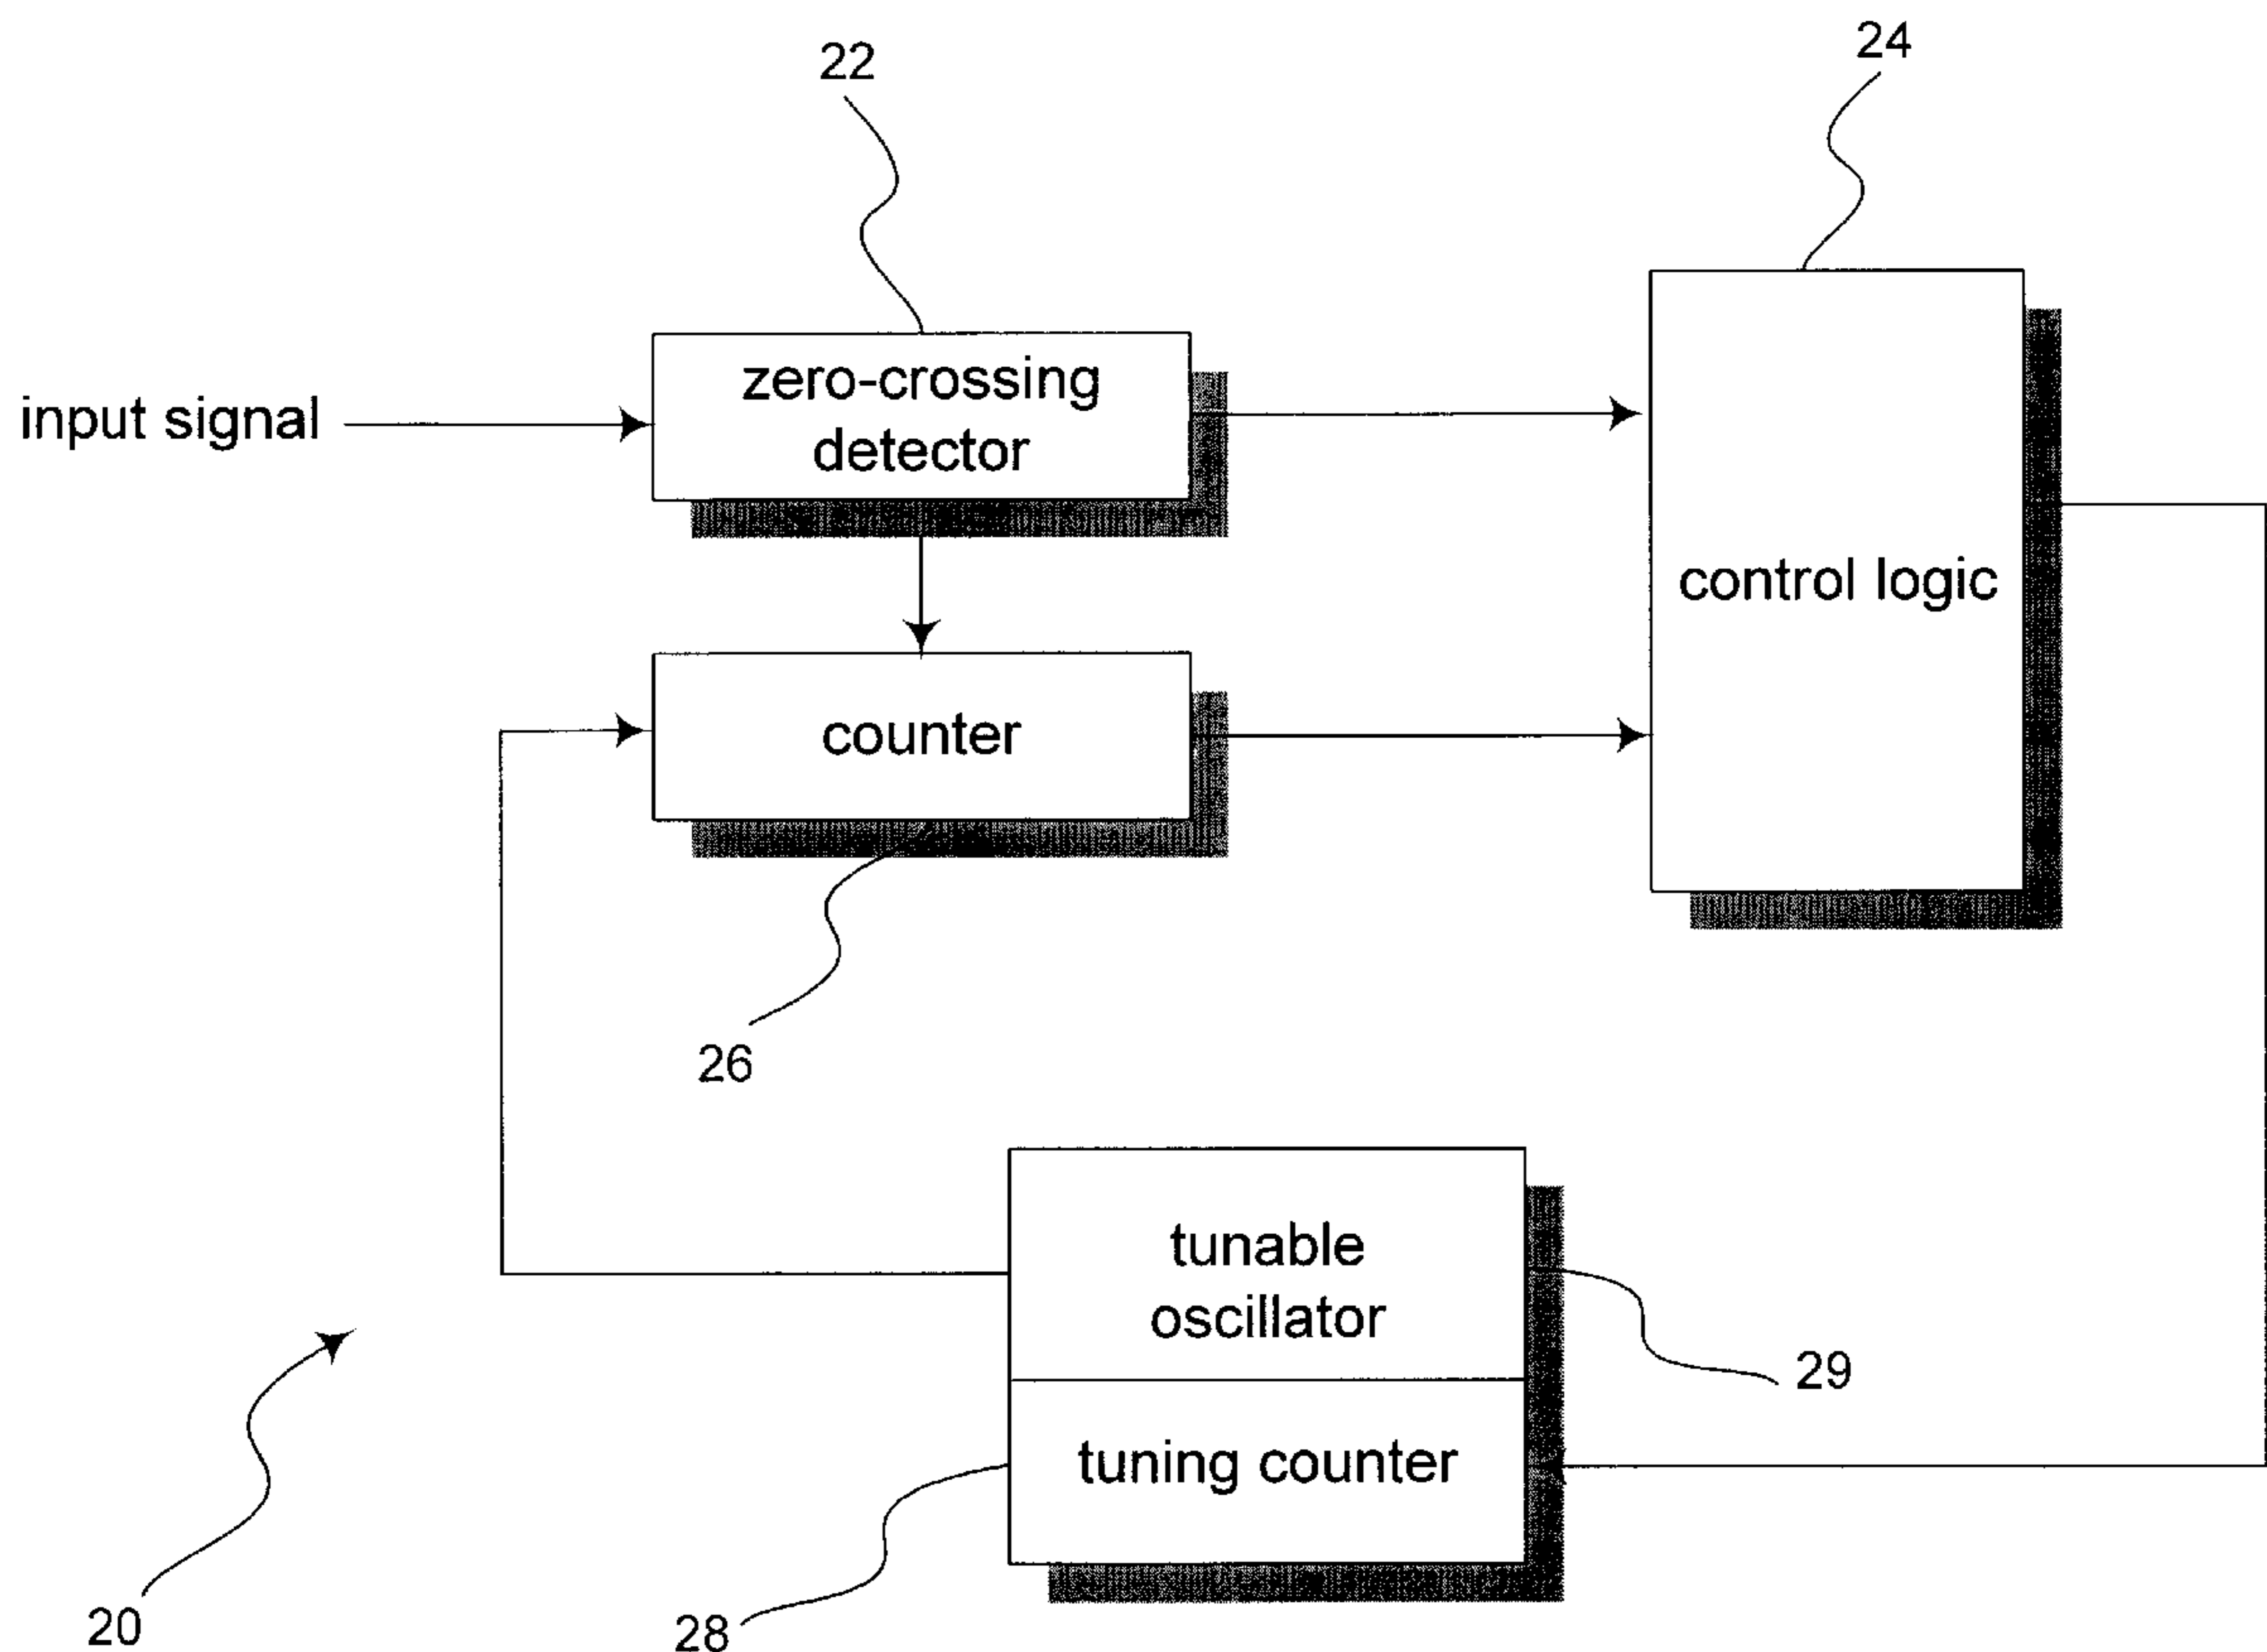 24
22
zero-crossing
detector
input signal
control logic
counter
26
tunable
oscillator
29
tuning counter
20
28